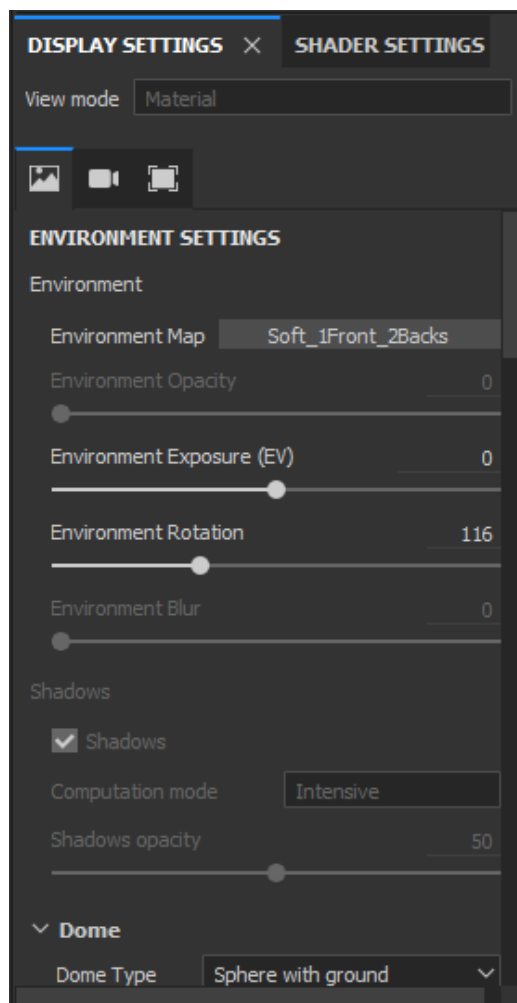 DISPLAY SETTINGS SHADER SETTINGS
View mode Material
ENVIRONMENT SETTINGS
Environment
Environment Map Soft_1Front_2Backs
Environment Opacity 0
Environment Exposure (EV) 0
Environment Rotation 116
Environment Blur 0
Shadows
Shadows
Computation mode Intensive
Shadows opacity 50
Dome
Dome Type Sphere with ground